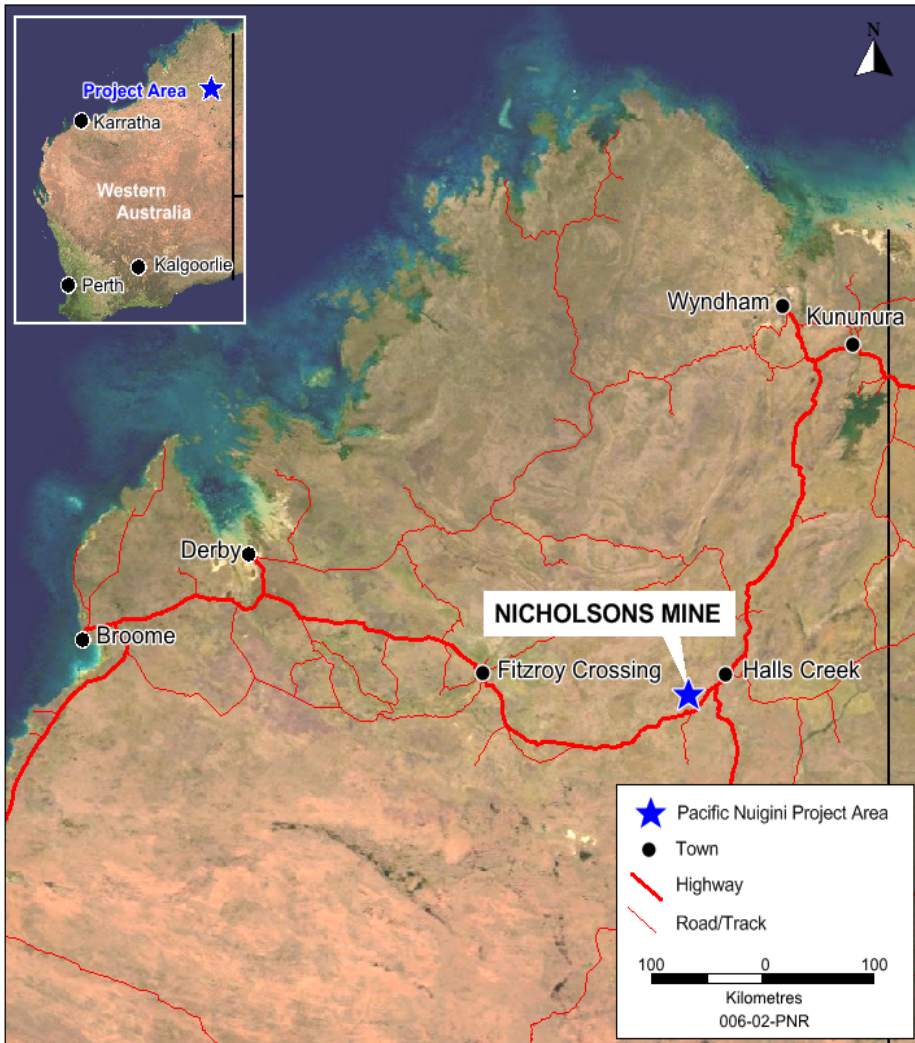 Project Area
Karratha
Western
Australia
Kalgoorlie
Perth
N
Wyndham
Kununura
Derby
NICHOLSONS MINE
Broome
Fitzroy Crossing
Halls Creek
Pacific Nuigini Project Area
Town
Highway
Road/Track
100 0 100
Kilometres
006-02-PNR